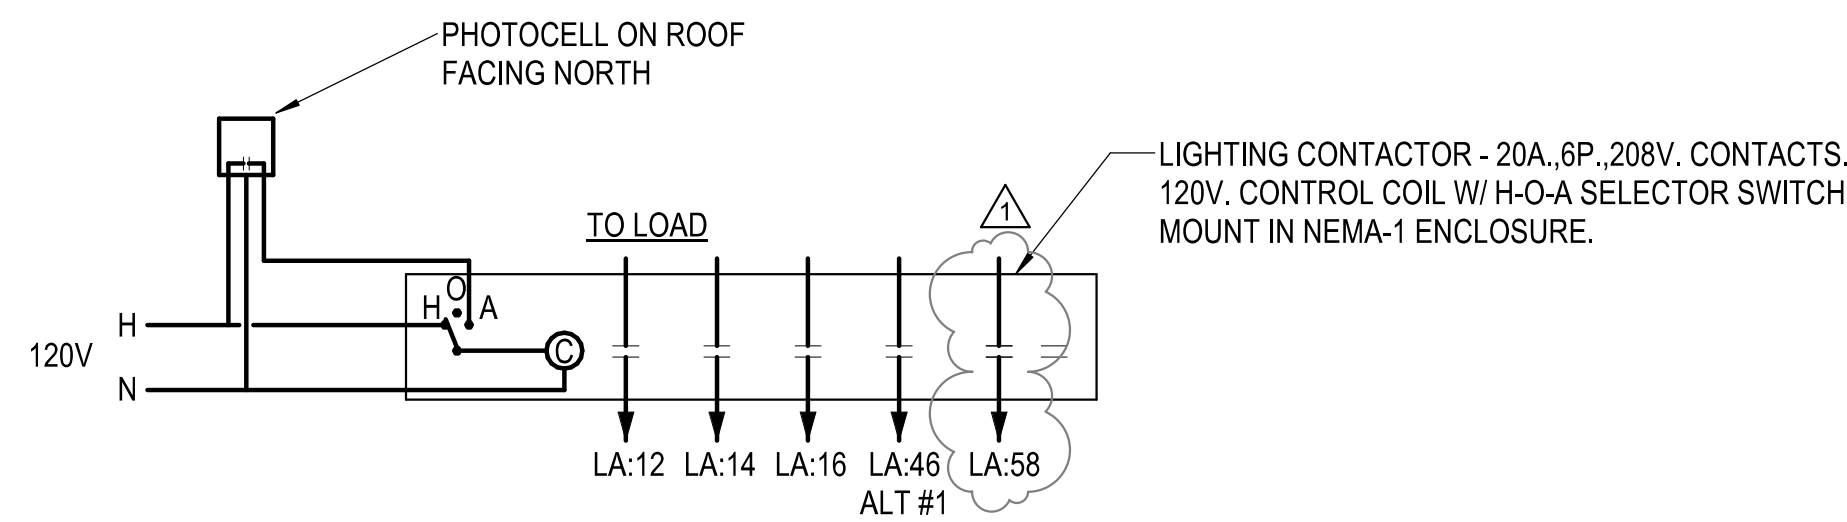 PHOTOCELL ON ROOF
FACING NORTH
LIGHTING CONTACTOR - 20A.,6P.,208V. CONTACTS.
120V. CONTROL COIL W/ H-O-A SELECTOR SWITCH
MOUNT IN NEMA-1 ENCLOSURE.
1
TO LOAD
O
H A
H
120V
C
N
LA:12 LA:14 LA:16 LA:46 LA:58
ALT #1